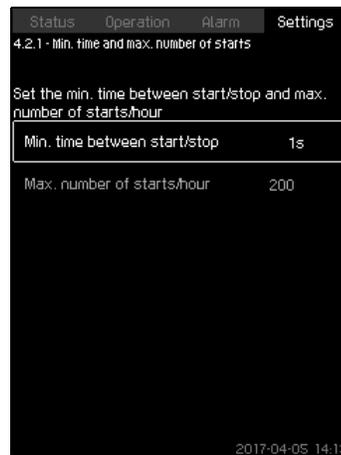 Status Operation Alarm Settings
4.2.1 - Min. time and max. number of starts
Set the min. time between start/stop and max.
number of starts/hour
Min. time between start/stop 1s
Max. number of starts/hour 200
2017-04-05 14:1